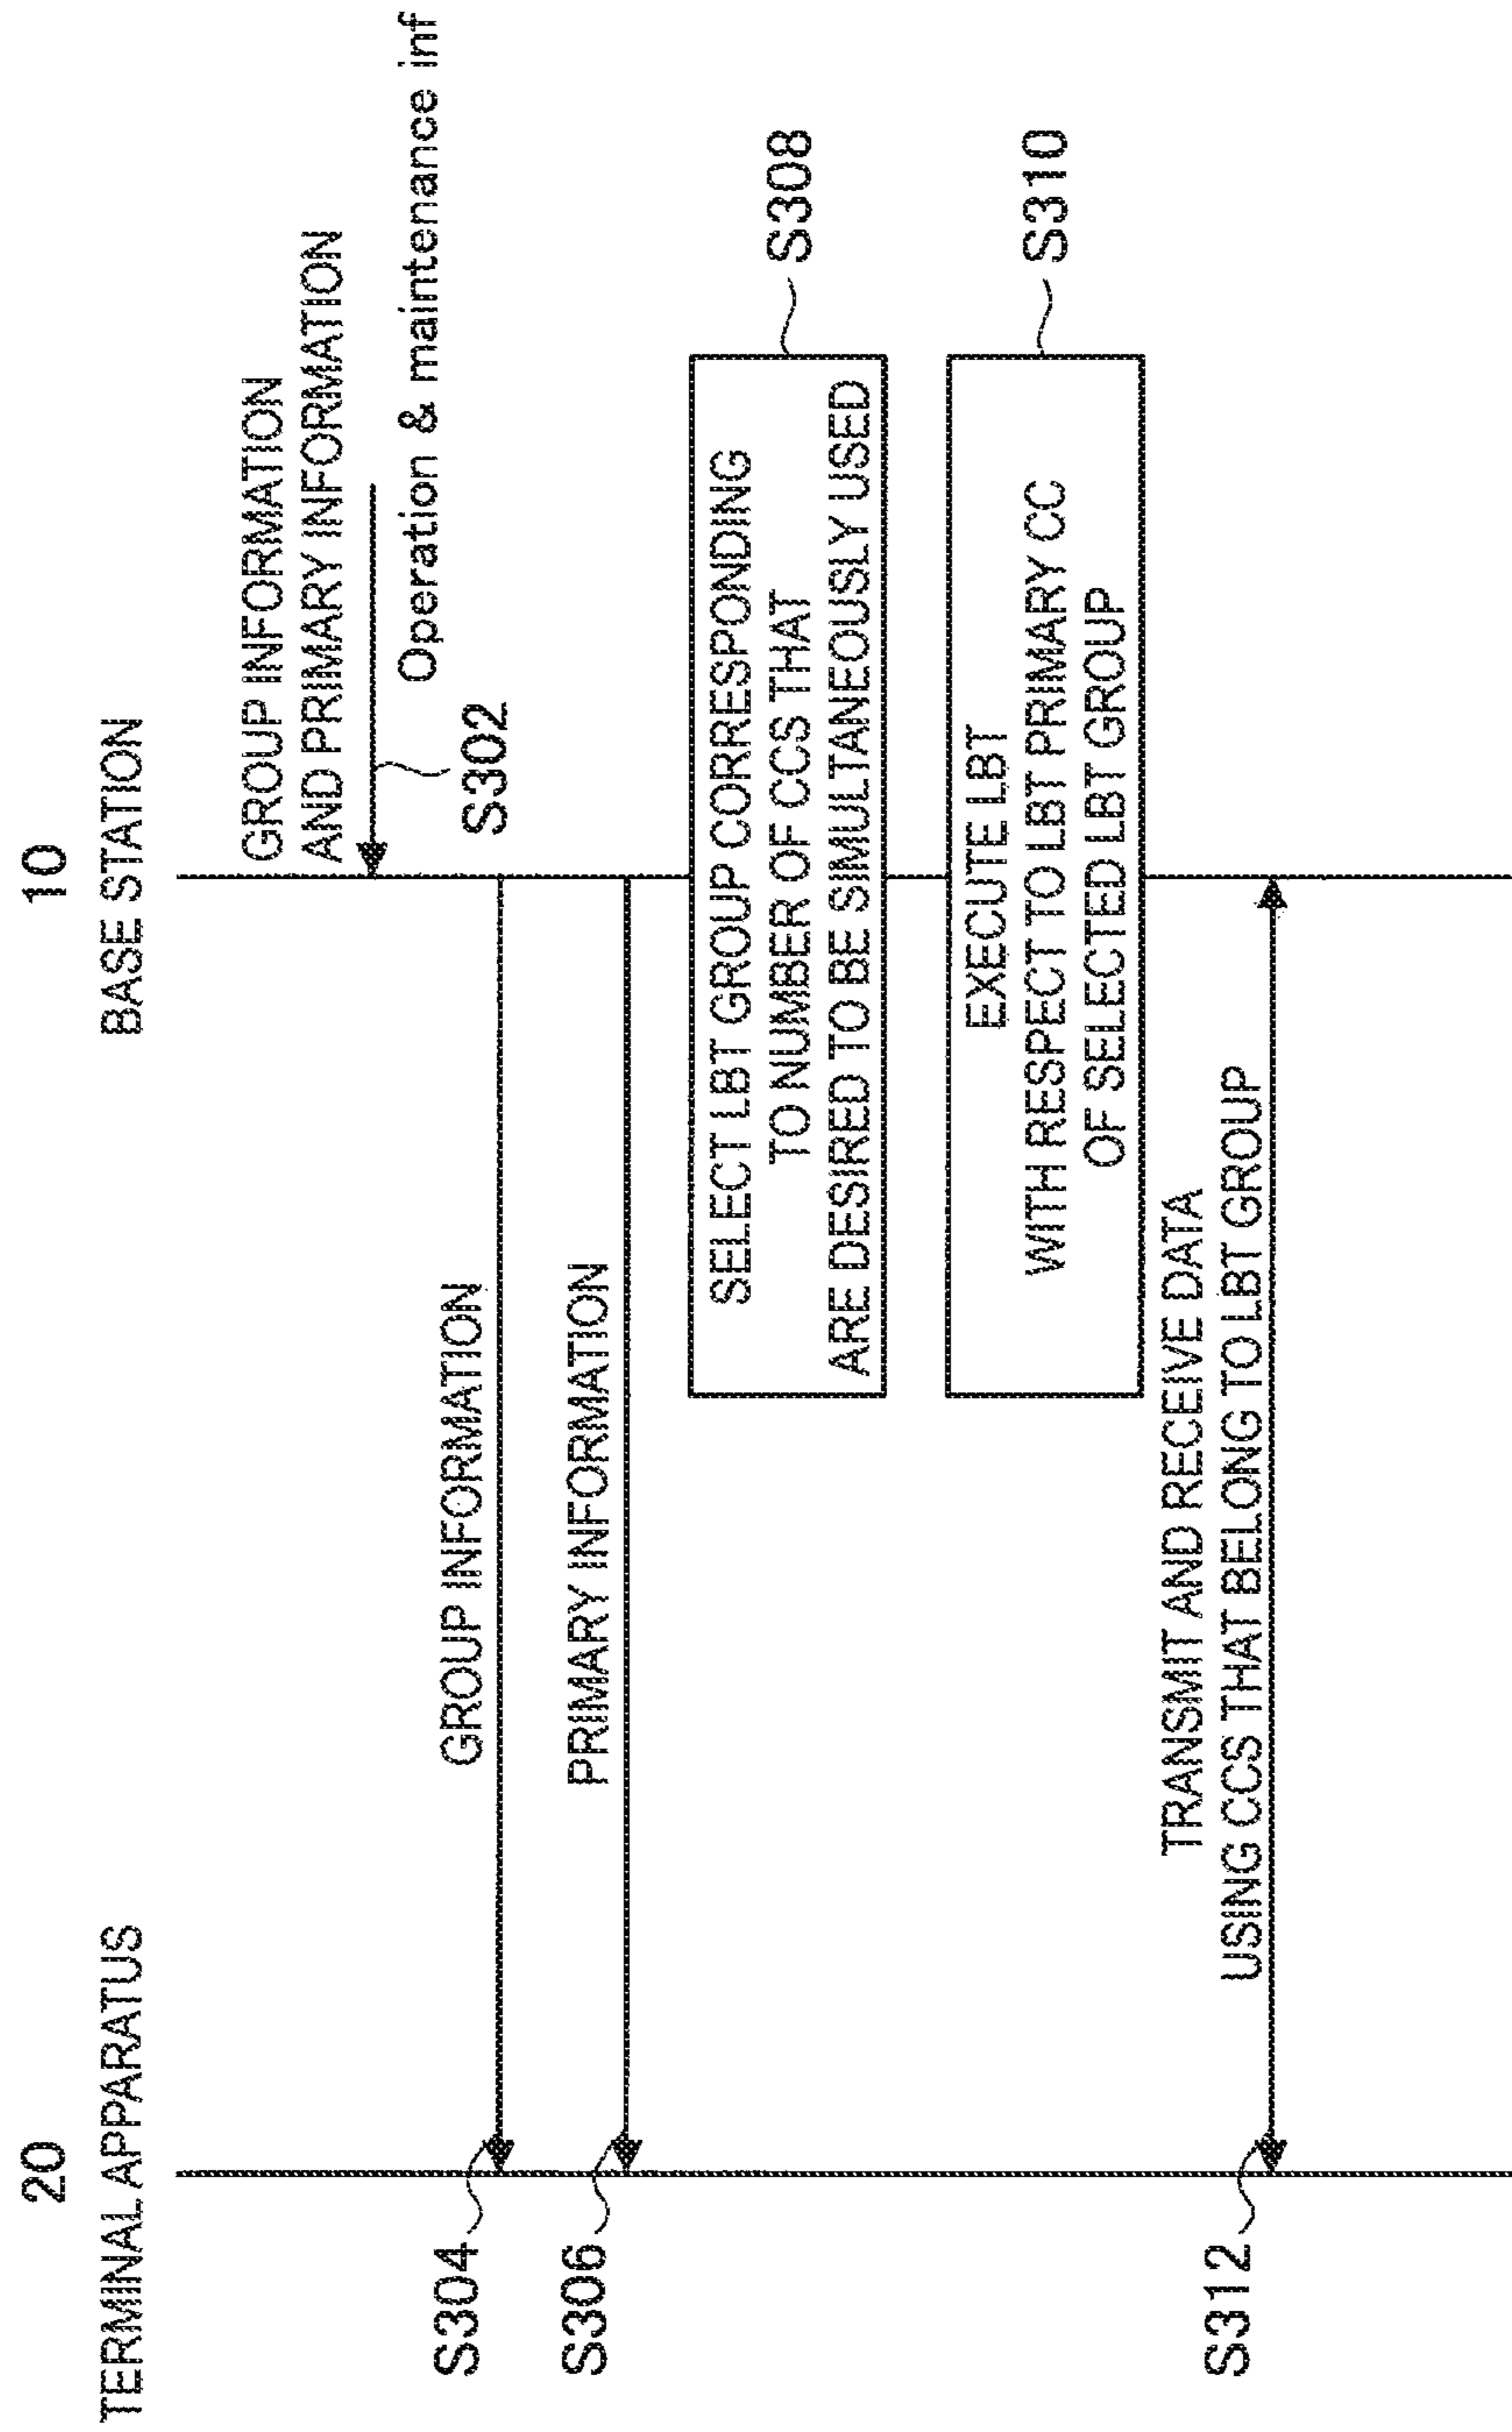 20
TERMINAL APPARATUS
10
BASE STATION
GROUP INFORMATION
AND PRIMARY INFORMATION
Operation & maintenance inf
S302
GROUP INFORMATION
S304
PRIMARY INFORMATION
S306
SELECT LBT GROUP CORRESPONDING
TO NUMBER OF CCS THAT
ARE DESIRED TO BE SIMULTANEOUSLY USED
S308
EXECUTE LBT
WITH RESPECT TO LBT PRIMARY CC
OF SELECTED LBT GROUP
S310
TRANSMIT AND RECEIVE DATA
USING CCS THAT BELONG TO LBT GROUP
S312